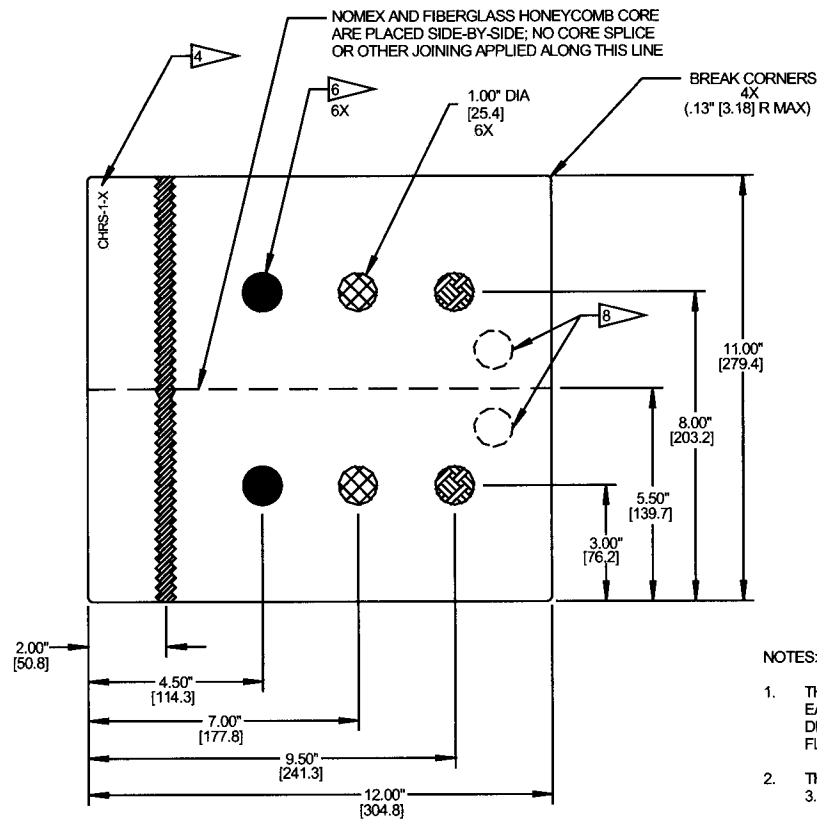 NOMEX AND FIBERGLASS HONEYCOMB CORE
ARE PLACED SIDE-BY-SIDE; NO CORE SPLICE
OR OTHER JOINING APPLIED ALONG THIS LINE
4
6
6X
1.00" DIA
[25.4]
6X
BREAK CORNERS
4X
(.13" [3.18] R MAX)
CHRS-1-X
8
11.00"
[279.4]
8.00"
[203.2]
5.50"
[139.7]
3.00"
[76.2]
2.00"
[50.8]
4.50"
[114.3]
7.00"
[177.8]
9.50"
[241.3]
12.00"
[304.8]
NOTES:
1.
2.
3.